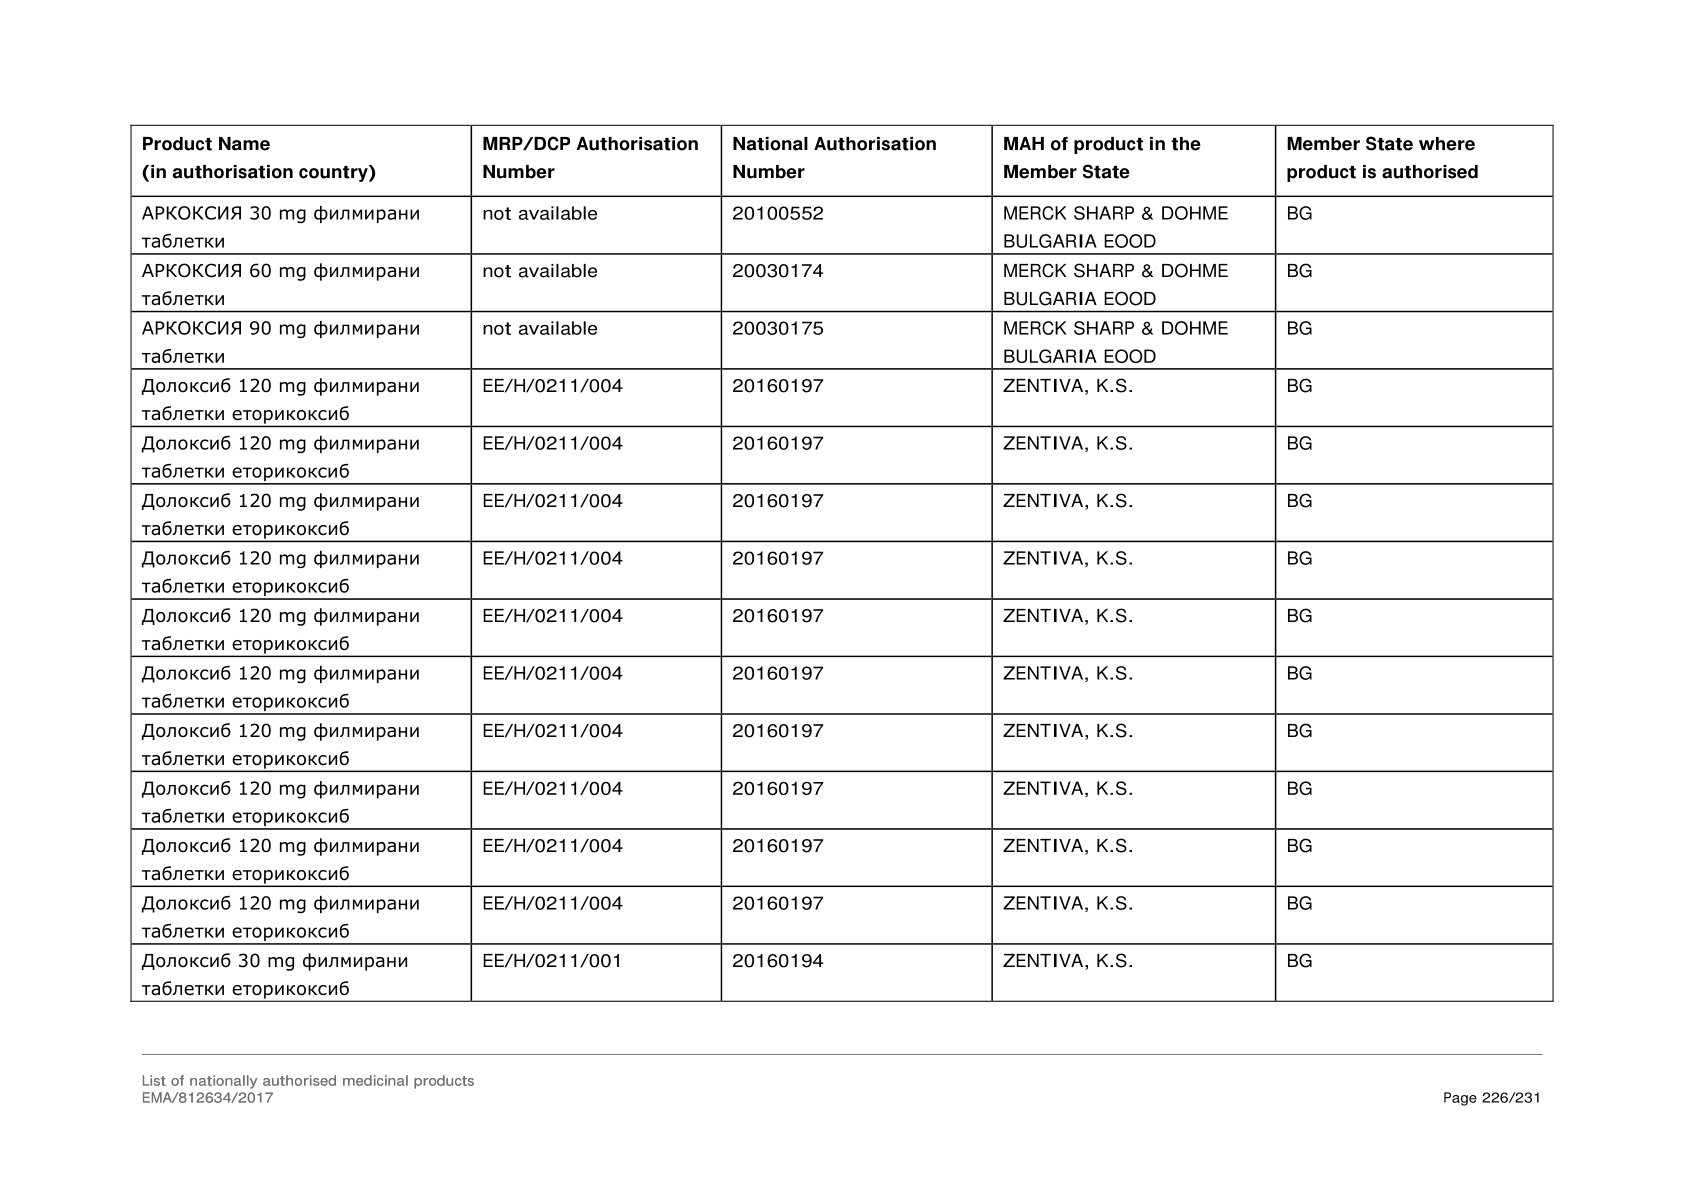 Product Name
(in authorisation country)
MRP/DCP Authorisation
Number
National Authorisation
Number
MAH of product in the
Member State
Member State where
product is authorised
АРКОКСИЯ 30 mg филмирани
таблетки
not available
20100552
MERCK SHARP & DOHME
BULGARIA EOOD
BG
АРКОКСИЯ 60 mg филмирани
таблетки
not available
20030174
MERCK SHARP & DOHME
BULGARIA EOOD
BG
АРКОКСИЯ 90 mg филмирани
таблетки
not available
20030175
MERCK SHARP & DOHME
BULGARIA EOOD
BG
Долоксиб 120 mg филмирани
таблетки еторикоксиб
EE/H/0211/004
20160197
ZENTIVA, K.S.
BG
Долоксиб 120 mg филмирани
таблетки еторикоксиб
EE/H/0211/004
20160197
ZENTIVA, K.S.
BG
Долоксиб 120 mg филмирани
таблетки еторикоксиб
EE/H/0211/004
20160197
ZENTIVA, K.S.
BG
Долоксиб 120 mg филмирани
таблетки еторикоксиб
EE/H/0211/004
20160197
ZENTIVA, K.S.
BG
Долоксиб 120 mg филмирани
таблетки еторикоксиб
EE/H/0211/004
20160197
ZENTIVA, K.S.
BG
Долоксиб 120 mg филмирани
таблетки еторикоксиб
EE/H/0211/004
20160197
ZENTIVA, K.S.
BG
Долоксиб 120 mg филмирани
таблетки еторикоксиб
EE/H/0211/004
20160197
ZENTIVA, K.S.
BG
Долоксиб 120 mg филмирани
таблетки еторикоксиб
EE/H/0211/004
20160197
ZENTIVA, K.S.
BG
Долоксиб 120 mg филмирани
таблетки еторикоксиб
EE/H/0211/004
20160197
ZENTIVA, K.S.
BG
Долоксиб 120 mg филмирани
таблетки еторикоксиб
EE/H/0211/004
20160197
ZENTIVA, K.S.
BG
Долоксиб 30 mg филмирани
таблетки еторикоксиб
EE/H/0211/001
20160194
ZENTIVA, K.S.
BG
List of nationally authorised medicinal products
EMA/812634/2017
Page 226/231